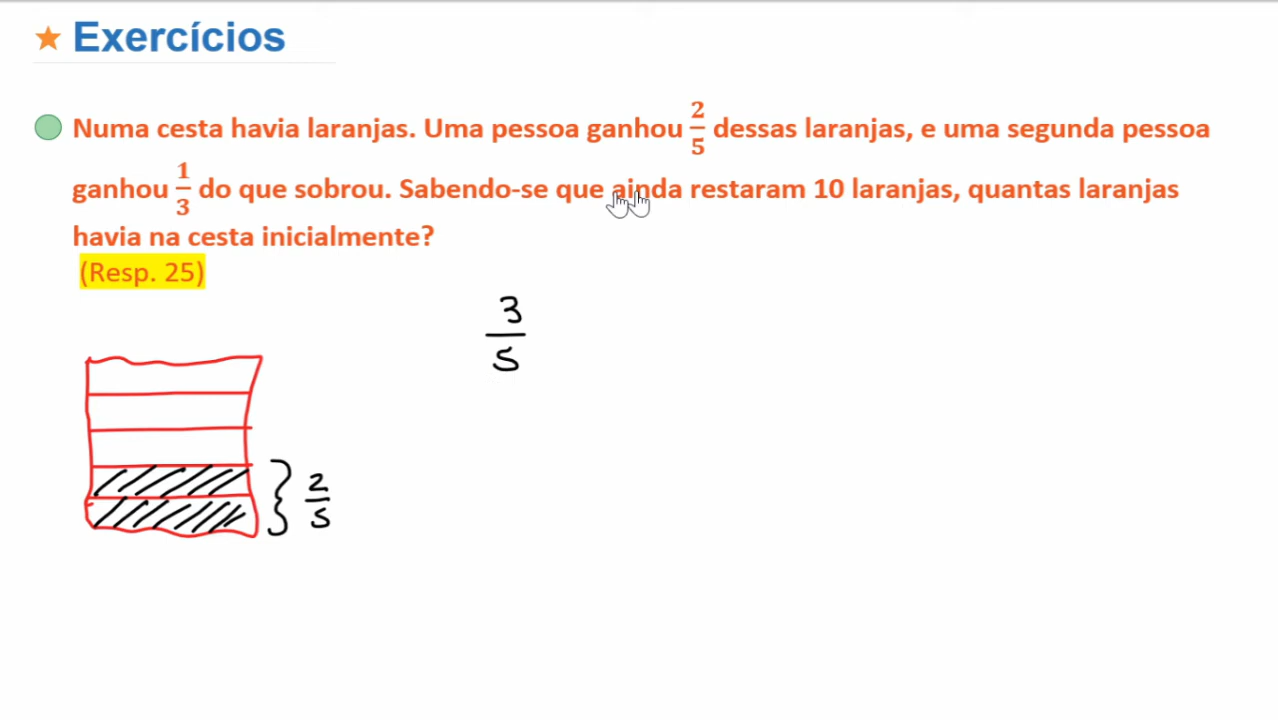 Exercícios
Numa cesta havia laranjas. Uma pessoa ganhou 2/5 dessas laranjas, e uma segunda pessoa
ganhou 1/3 do que sobrou. Sabendo-se que ainda restaram 10 laranjas, quantas laranjas
havia na cesta inicialmente?
(Resp. 25)
3/5
2/5